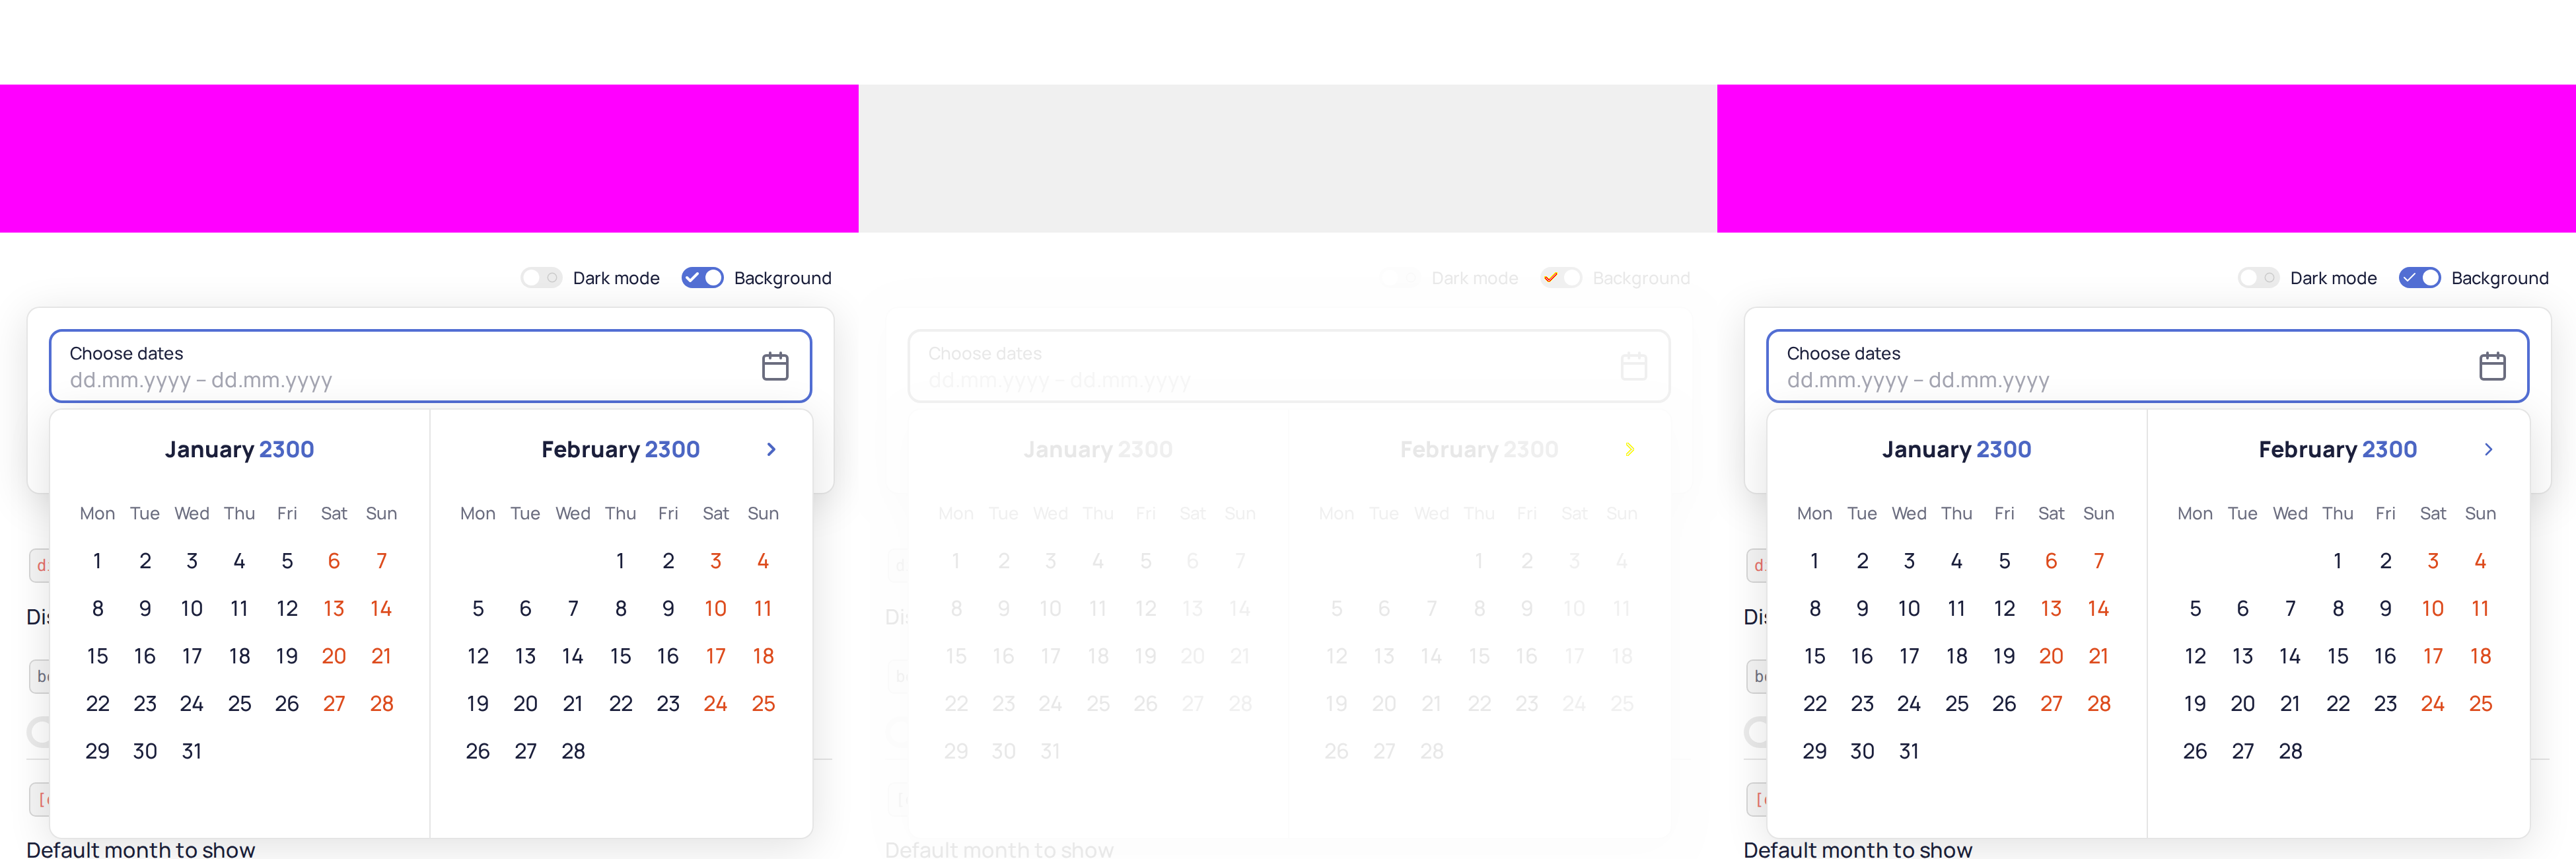 Dark mode Background
Choose dates
dd.mm.yyyy – dd.mm.yyyy
January 2300 February 2300
Mon Tue Wed Thu Fri Sat Sun Mon Tue Wed Thu Fri Sat Sun
1 2 3 4 5 6 7 1 2 3 4
8 9 10 11 12 13 14 5 6 7 8 9 10 11
15 16 17 18 19 20 21 12 13 14 15 16 17 18
22 23 24 25 26 27 28 19 20 21 22 23 24 25
29 30 31 26 27 28
Default month to show
Dark mode Background
Choose dates
dd.mm.yyyy – dd.mm.yyyy
January 2300 February 2300
Mon Tue Wed Thu Fri Sat Sun Mon Tue Wed Thu Fri Sat Sun
1 2 3 4 5 6 7 1 2 3 4
8 9 10 11 12 13 14 5 6 7 8 9 10 11
15 16 17 18 19 20 21 12 13 14 15 16 17 18
22 23 24 25 26 27 28 19 20 21 22 23 24 25
29 30 31 26 27 28
Default month to show
Dark mode Background
Choose dates
dd.mm.yyyy – dd.mm.yyyy
January 2300 February 2300
Mon Tue Wed Thu Fri Sat Sun Mon Tue Wed Thu Fri Sat Sun
1 2 3 4 5 6 7 1 2 3 4
8 9 10 11 12 13 14 5 6 7 8 9 10 11
15 16 17 18 19 20 21 12 13 14 15 16 17 18
22 23 24 25 26 27 28 19 20 21 22 23 24 25
29 30 31 26 27 28
Default month to show